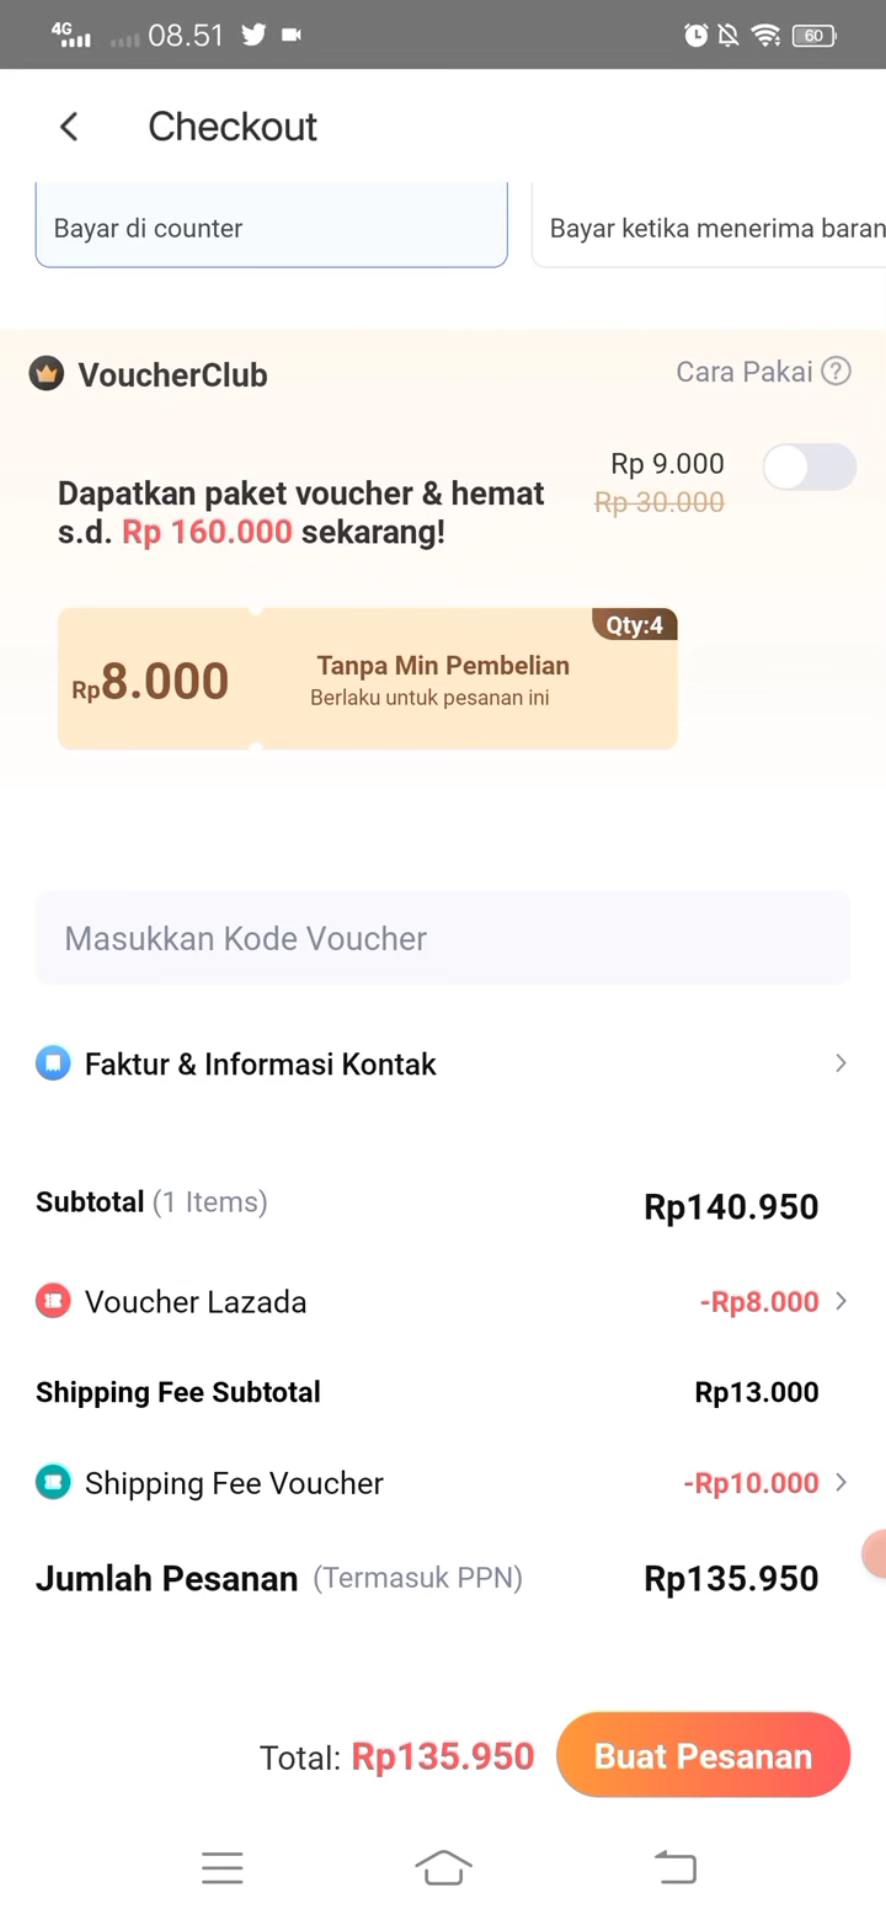 4G 08.51 60
Checkout
Bayar di counter
Bayar ketika menerima baran
VoucherClub
Cara Pakai ?
Rp 9.000
Rp 30.000
Dapatkan paket voucher & hemat
s.d. Rp 160.000 sekarang!
Qty:4
Rp8.000
Tanpa Min Pembelian
Berlaku untuk pesanan ini
Masukkan Kode Voucher
Faktur & Informasi Kontak
Subtotal (1 Items) Rp140.950
Voucher Lazada -Rp8.000
Shipping Fee Subtotal Rp13.000
Shipping Fee Voucher -Rp10.000
Jumlah Pesanan (Termasuk PPN) Rp135.950
Total: Rp135.950
Buat Pesanan